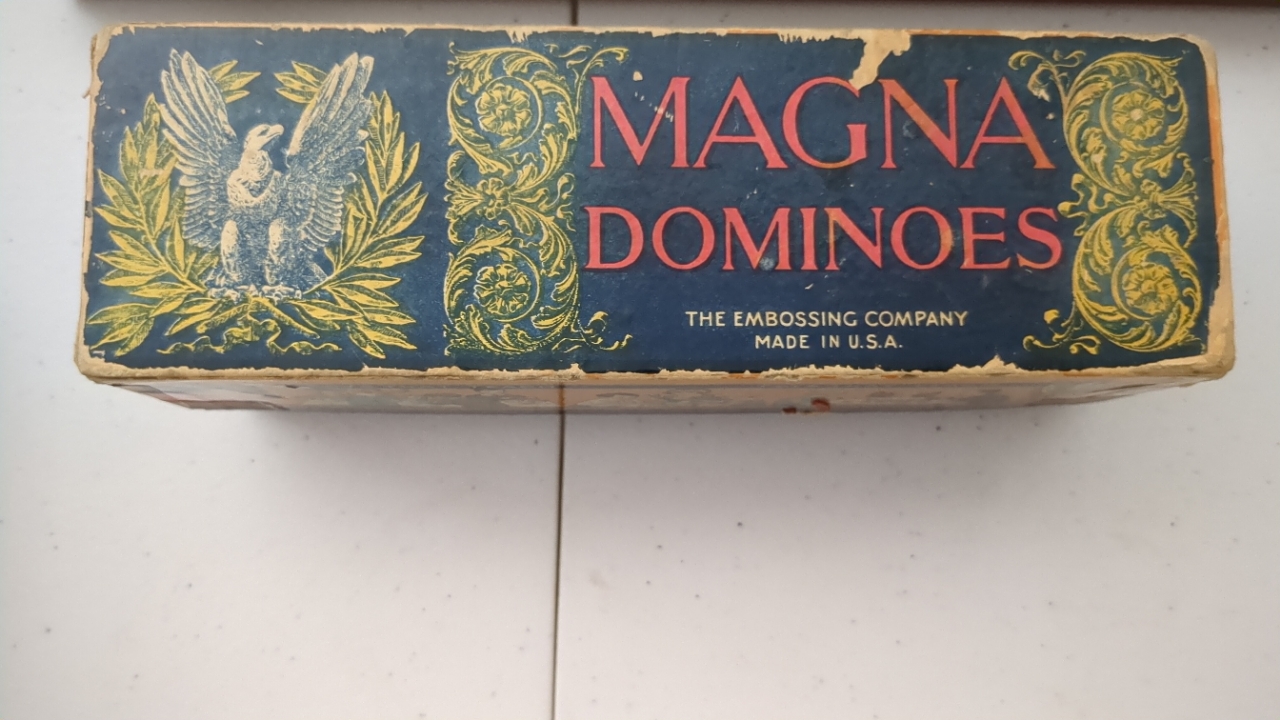 MAGNA
DOMINOES
THE EMBOSSING COMPANY
MADE IN U.S.A.